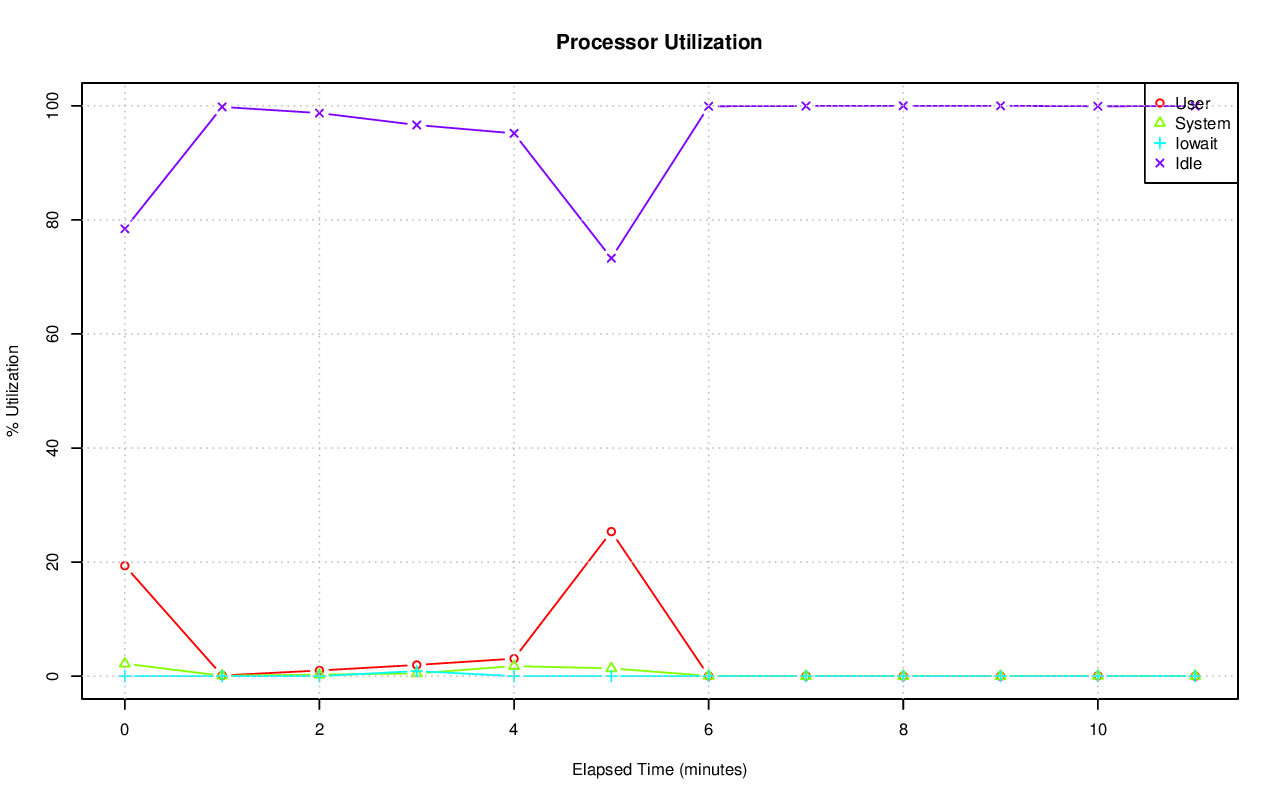 Processor Utilization
% Utilization
100
80
60
40
20
0
User
System
Iowait
Idle
0 2 4 6 8 10
Elapsed Time (minutes)